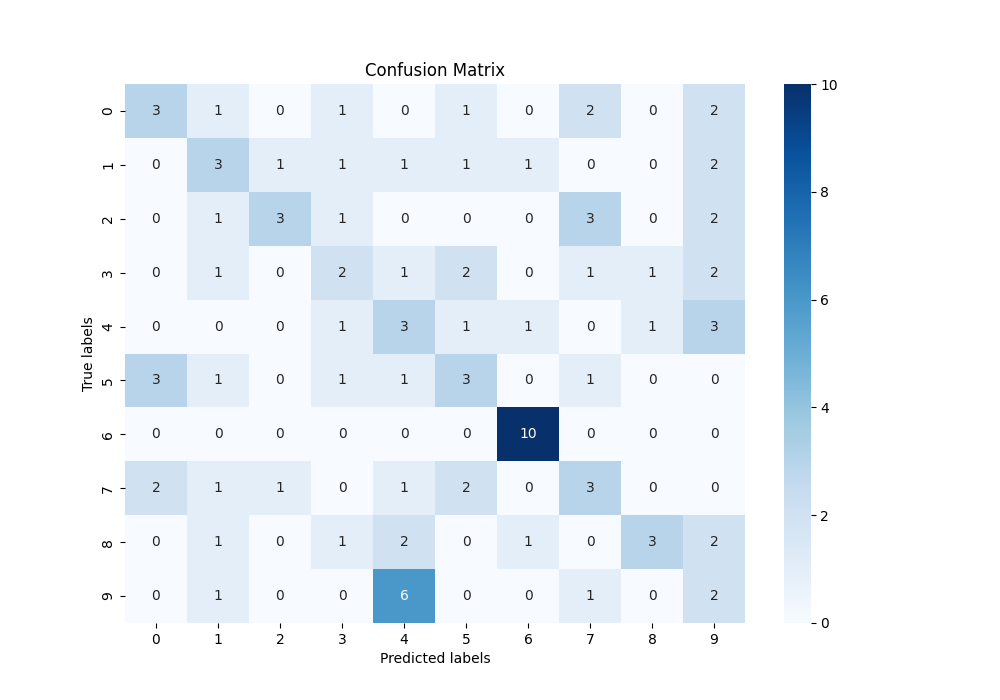 Confusion Matrix
True labels
0 3 1 0 1 0 1 0 2 0 2
1 0 3 1 1 1 1 1 0 0 2
2 0 1 3 1 0 0 0 3 0 2
3 0 1 0 2 1 2 0 1 1 2
4 0 0 0 1 3 1 1 0 1 3
5 3 1 0 1 1 3 0 1 0 0
6 0 0 0 0 0 0 10 0 0 0
7 2 1 1 0 1 2 0 3 0 0
8 0 1 0 1 2 0 1 0 3 2
9 0 1 0 0 6 0 0 1 0 2
0 1 2 3 4 5 6 7 8 9
Predicted labels
10
8
6
4
2
0